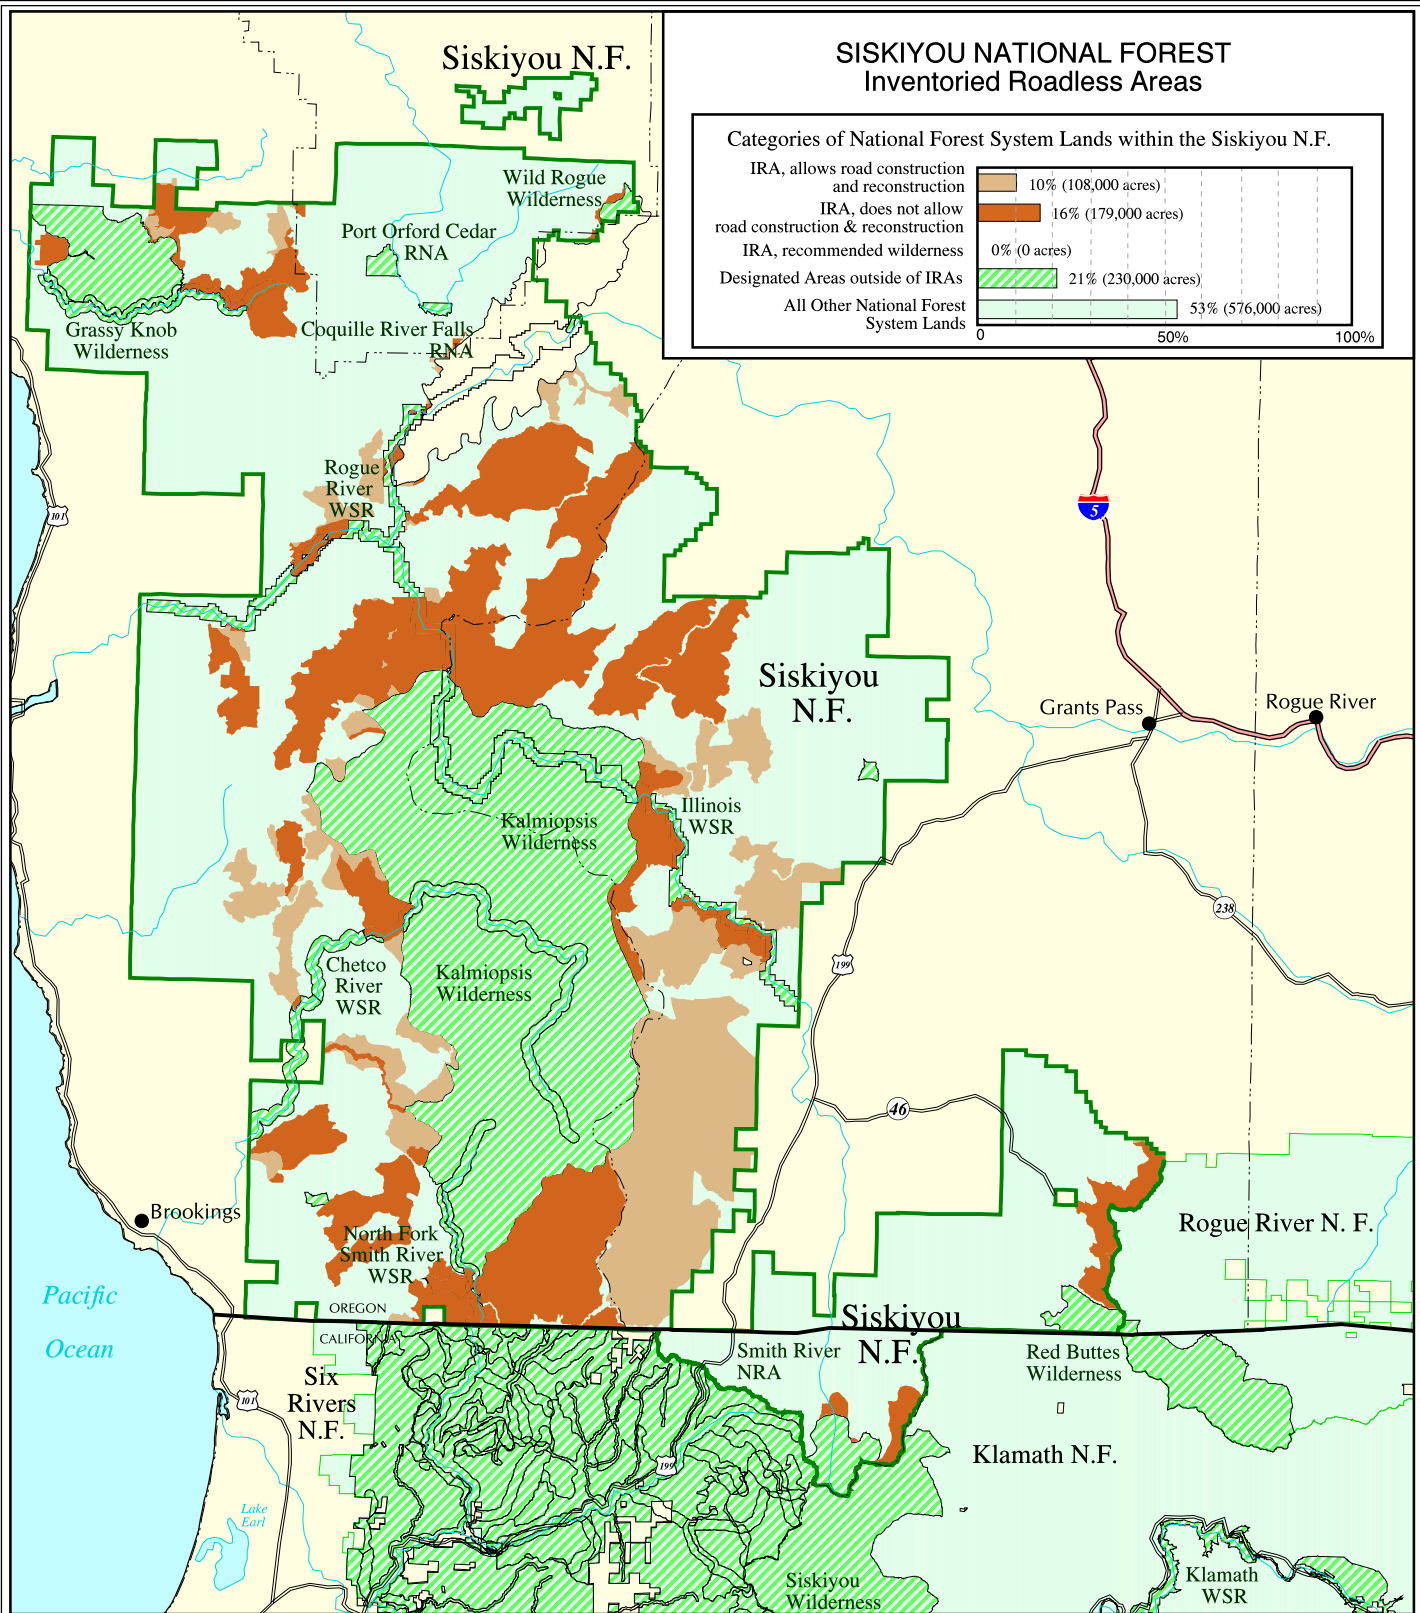 SISKIYOU NATIONAL FOREST
Inventoried Roadless Areas
Categories of National Forest System Lands within the Siskiyou N.F.
IRA, allows road construction
and reconstruction
10% (108,000 acres)
IRA, does not allow
road construction & reconstruction
16% (179,000 acres)
IRA, recommended wilderness
0% (0 acres)
Designated Areas outside of IRAs
21% (230,000 acres)
All Other National Forest
System Lands
53% (576,000 acres)
0
50%
100%
Siskiyou N.F.
Wild Rogue
Wilderness
Port Orford Cedar
RNA
Grassy Knob
Wilderness
Coquille River Falls
RNA
Rogue
River
WSR
101
5
Siskiyou
N.F.
Grants Pass
Rogue River
Illinois
WSR
Kalmiopsis
Wilderness
238
199
Chetco
River
WSR
Kalmiopsis
Wilderness
46
Brookings
Rogue River N. F.
North Fork
Smith River
WSR
Pacific
Ocean
OREGON
CALIFORNIA
Siskiyou
N.F.
Smith River
NRA
Red Buttes
Wilderness
Six
Rivers
N.F.
101
199
Klamath N.F.
Lake
Earl
Siskiyou
Wilderness
Klamath
WSR